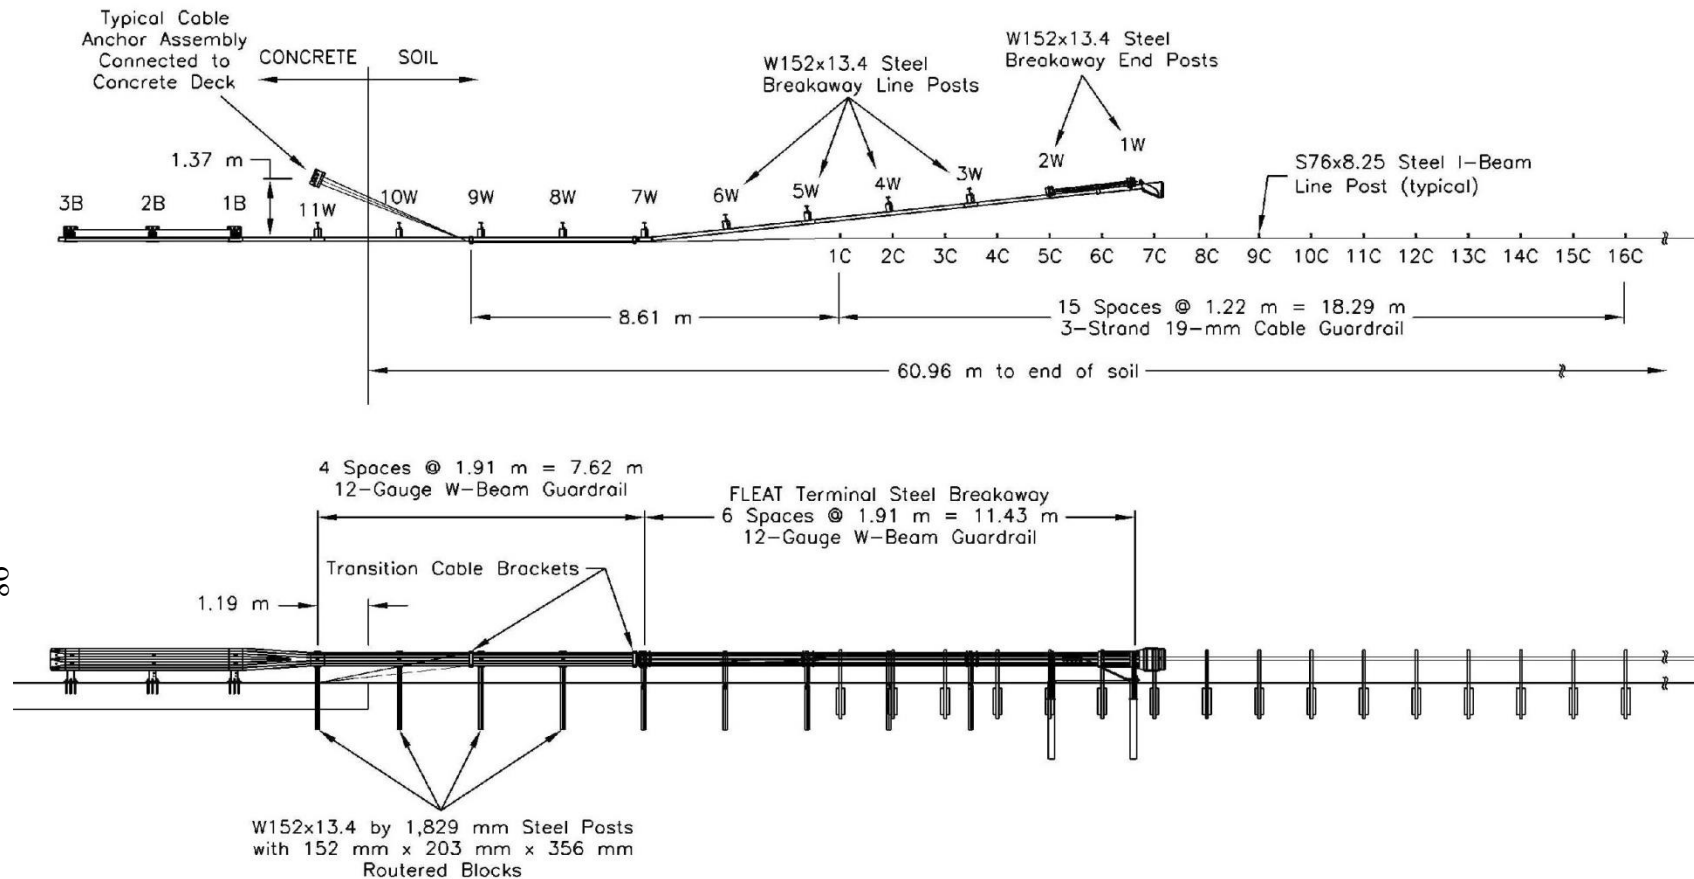 Typical Cable
Anchor Assembly
Connected to
Concrete Deck
CONCRETE
SOIL
W152x13.4 Steel
Breakaway Line Posts
W152x13.4 Steel
Breakaway End Posts
S76x8.25 Steel I-Beam
Line Post (typical)
1.37 m
3B 2B 1B 11W 10W 9W 8W 7W 6W 5W 4W 3W 2W 1W
1C 2C 3C 4C 5C 6C 7C 8C 9C 10C 11C 12C 13C 14C 15C 16C
8.61 m
15 Spaces @ 1.22 m = 18.29 m
3-Strand 19-mm Cable Guardrail
60.96 m to end of soil
4 Spaces @ 1.91 m = 7.62 m
12-Gauge W-Beam Guardrail
FLEAT Terminal Steel Breakaway
6 Spaces @ 1.91 m = 11.43 m
12-Gauge W-Beam Guardrail
Transition Cable Brackets
1.19 m
W152x13.4 by 1,829 mm Steel Posts
with 152 mm x 203 mm x 356 mm
Routered Blocks